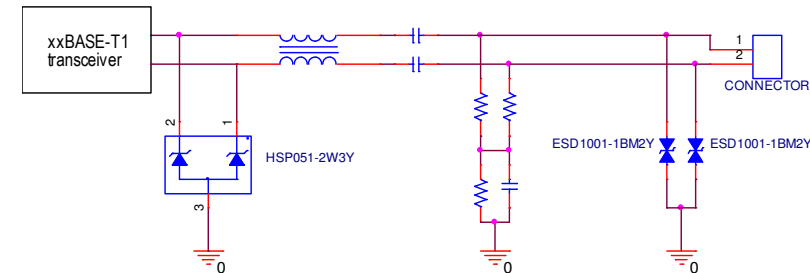 xxBASE-T1
transceiver
1
2
CONNECTOR
2
1
HSP051-2W3Y
3
ESD1001-1BM2Y
ESD1001-1BM2Y
0
0
0